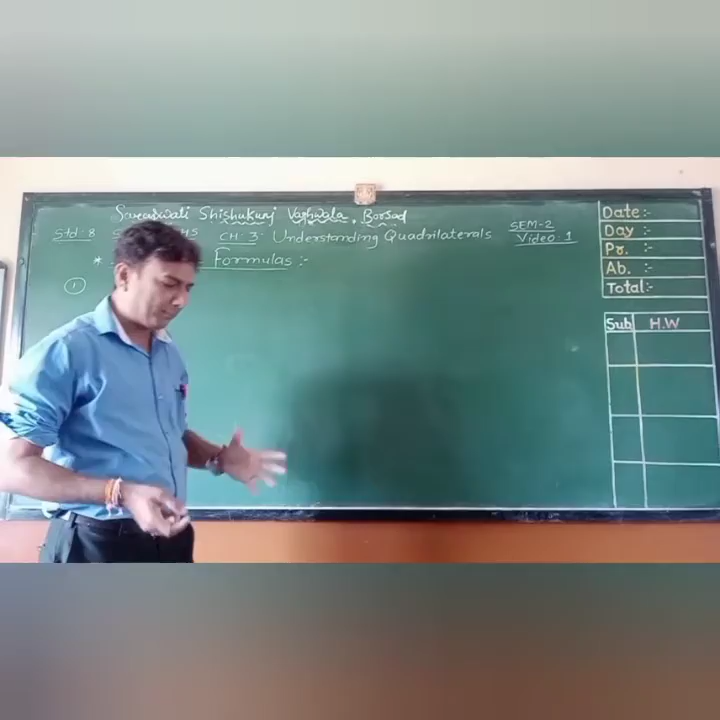 Saraswati Shishukunj Vaghwala, Borsad
Std:8 CH:3. Understanding Quadrilaterals
SEM-2
Video:1
* Formulas :-
1
Date:-
Day :-
Pr. :-
Ab. :-
Total:-
Sub H.W